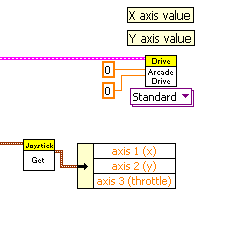 X axis value
Y axis value
Drive
0
Arcade
Drive
0
Standard
Joystick
Get
axis 1 (x)
axis 2 (y)
axis 3 (throttle)